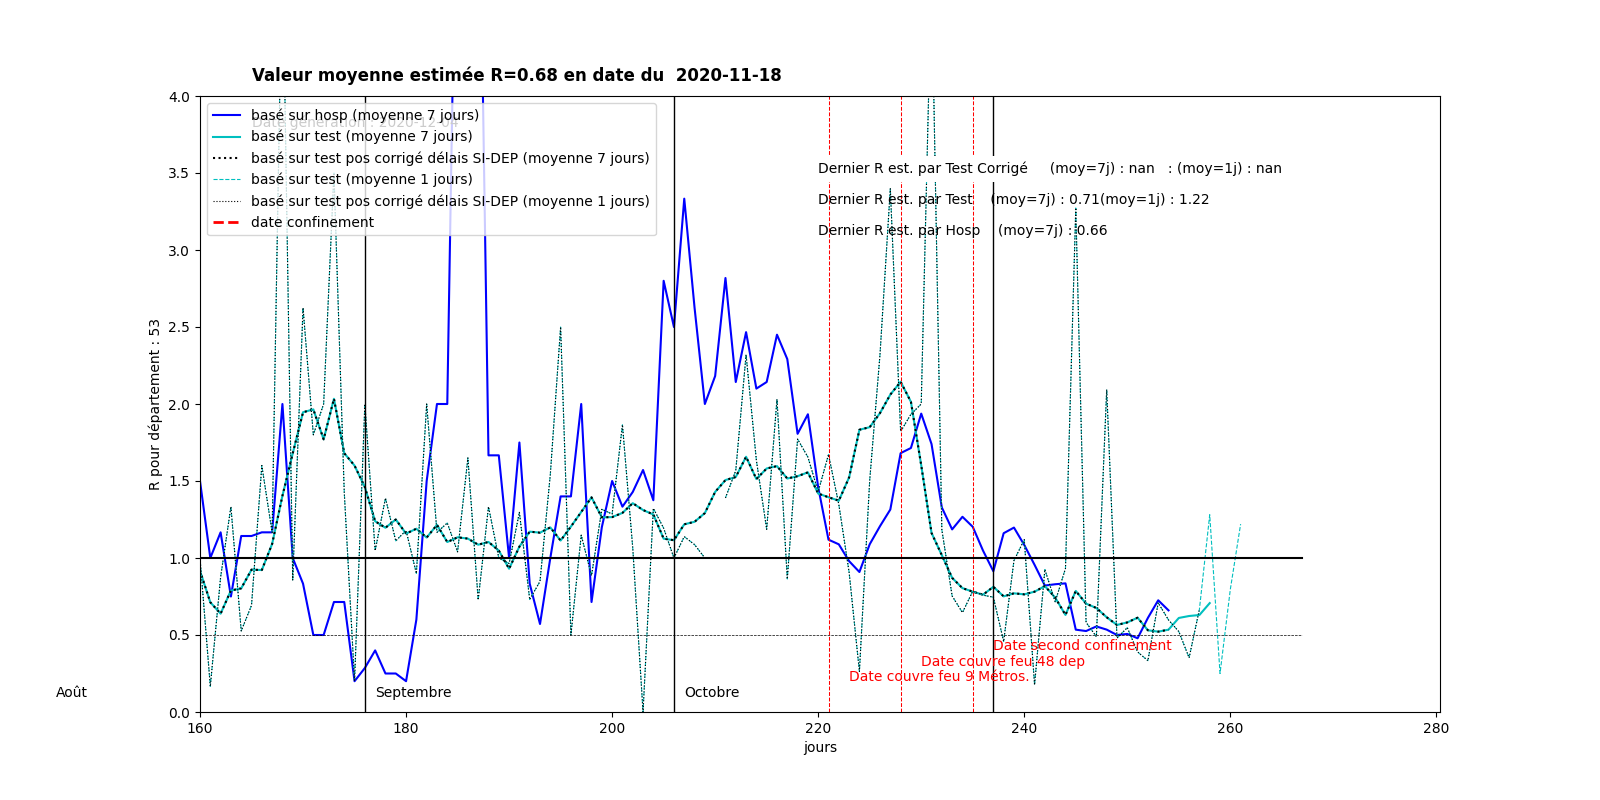 Valeur moyenne estimée R=0.68 en date du  2020-11-18
4.0
3.5
3.0
2.5
2.0
1.5
1.0
0.5
0.0
R pour département : 53
basé sur hosp (moyenne 7 jours)
Date génération : 2020-12-04
basé sur test (moyenne 7 jours)
basé sur test pos corrigé délais SI-DEP (moyenne 7 jours)
basé sur test (moyenne 1 jours)
basé sur test pos corrigé délais SI-DEP (moyenne 1 jours)
date confinement
Dernier R est. par Test Corrigé     (moy=7j) : nan   : (moy=1j) : nan
Dernier R est. par Test    (moy=7j) : 0.71(moy=1j) : 1.22
Dernier R est. par Hosp    (moy=7j) : 0.66
Date second confinement
Date couvre feu 48 dep
Date couvre feu 9 Métros.
Août
Septembre
Octobre
160 180 200 220 240 260 280
jours